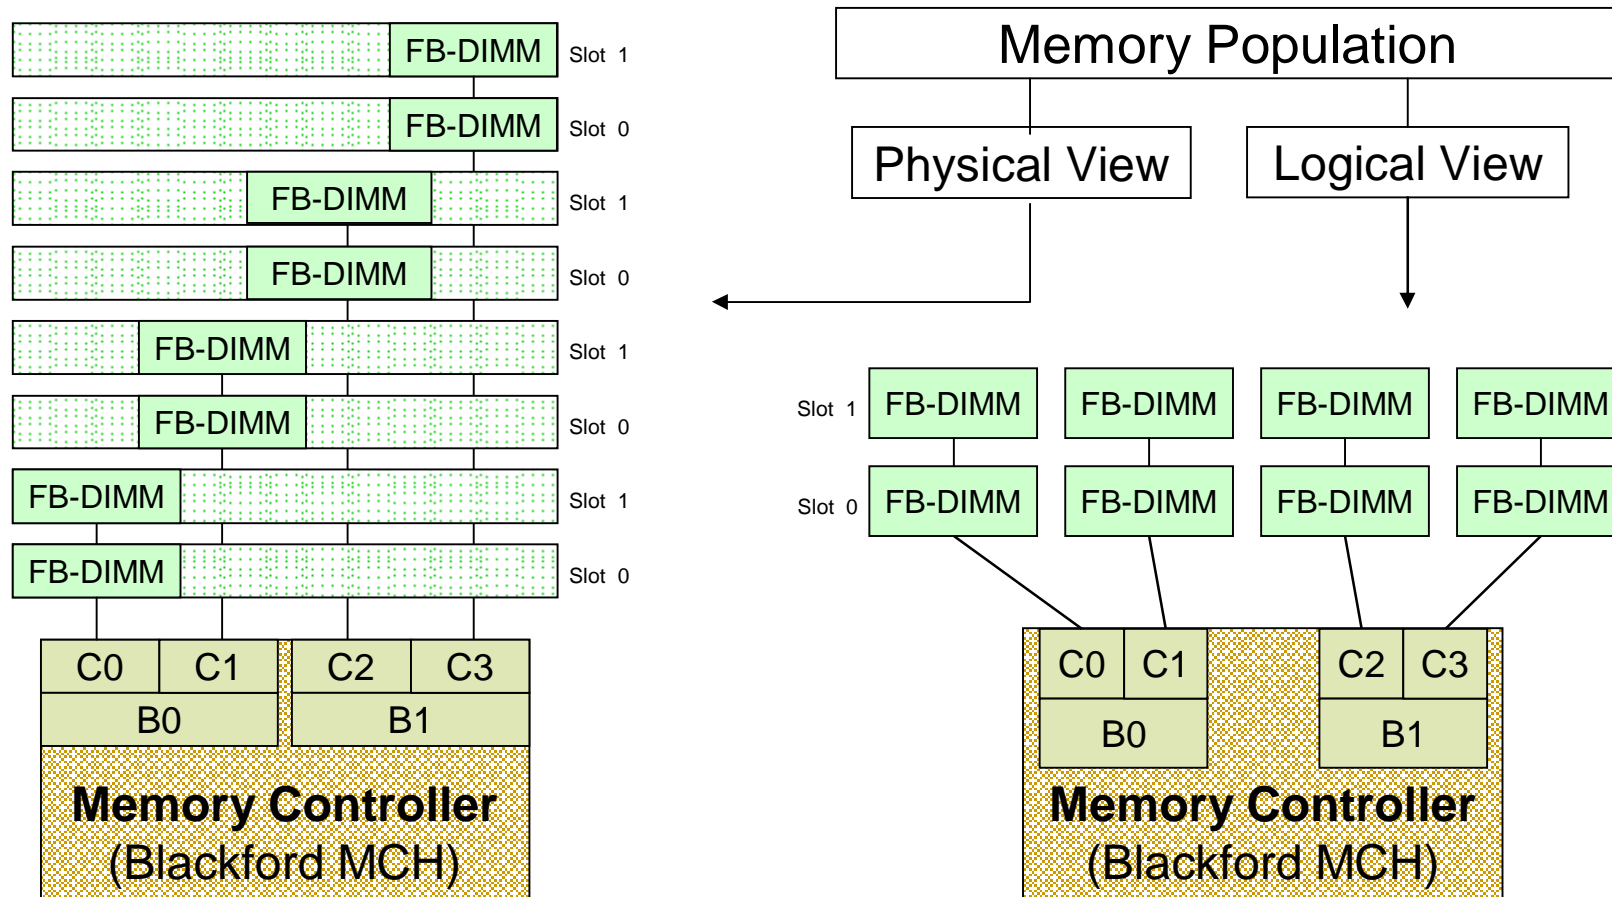 FB-DIMM Slot 1
FB-DIMM Slot 0
FB-DIMM Slot 1
FB-DIMM Slot 0
FB-DIMM Slot 1
FB-DIMM Slot 0
FB-DIMM Slot 1
FB-DIMM Slot 0
C0 C1 C2 C3
B0 B1
Memory Controller
(Blackford MCH)
Memory Population
Physical View Logical View
Slot 1 FB-DIMM FB-DIMM FB-DIMM FB-DIMM
Slot 0 FB-DIMM FB-DIMM FB-DIMM FB-DIMM
C0 C1 C2 C3
B0 B1
Memory Controller
(Blackford MCH)